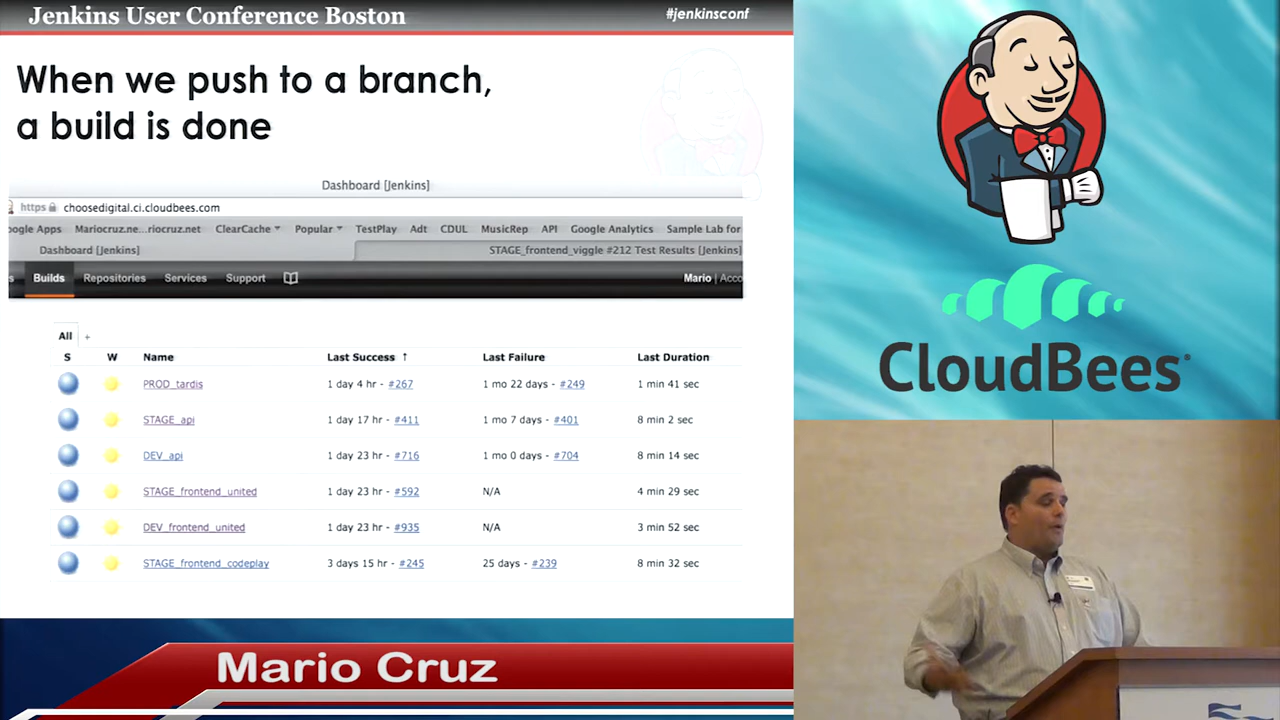 Jenkins User Conference Boston
#jenkinsconf
When we push to a branch,
a build is done
Dashboard [Jenkins]
https choosedigital.ci.cloudbees.com
oogle Apps Mariocruz.ne...riocruz.net ClearCache Popular TestPlay Adt CDUL MusicRep API Google Analytics Sample Lab for
Dashboard [Jenkins] STAGE_frontend_viggle #212 Test Results [Jenkins]
s Builds Repositories Services Support Mario | Acco
All +
S W Name Last Success ↑ Last Failure Last Duration
PROD_tardis 1 day 4 hr - #267 1 mo 22 days - #249 1 min 41 sec
STAGE_api 1 day 17 hr - #411 1 mo 7 days - #401 8 min 2 sec
DEV_api 1 day 23 hr - #716 1 mo 0 days - #704 8 min 14 sec
STAGE_frontend_united 1 day 23 hr - #592 N/A 4 min 29 sec
DEV_frontend_united 1 day 23 hr - #935 N/A 3 min 52 sec
STAGE_frontend_codeplay 3 days 15 hr - #245 25 days - #239 8 min 32 sec
Mario Cruz
CloudBees